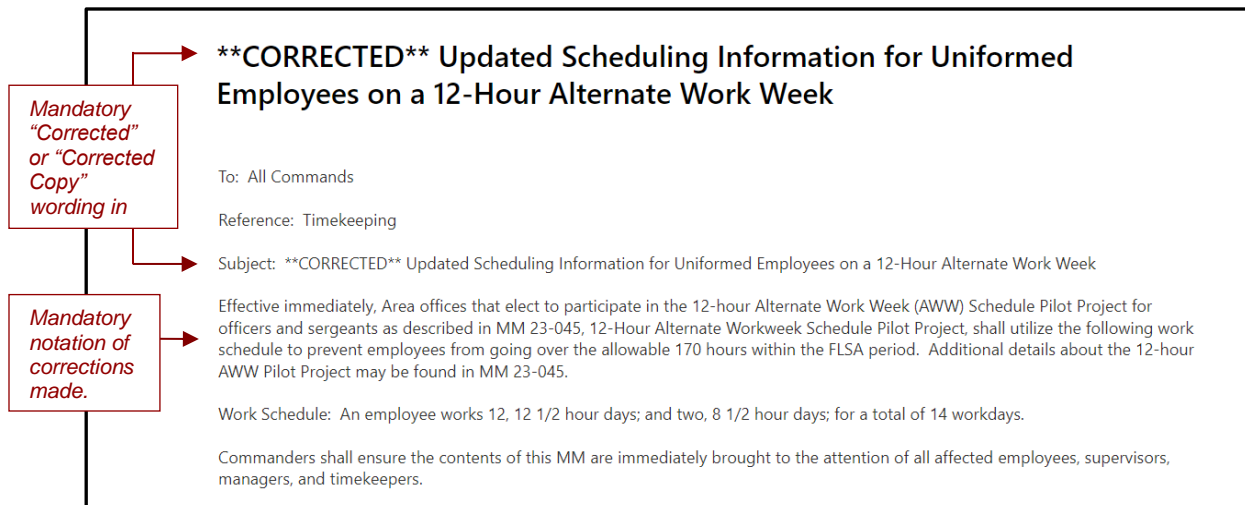 **CORRECTED** Updated Scheduling Information for Uniformed
Employees on a 12-Hour Alternate Work Week
Mandatory
“Corrected”
or “Corrected
Copy”
wording in
To:  All Commands
Reference:  Timekeeping
Subject:  **CORRECTED** Updated Scheduling Information for Uniformed Employees on a 12-Hour Alternate Work Week
Mandatory
notation of
corrections
made.
Effective immediately, Area offices that elect to participate in the 12-hour Alternate Work Week (AWW) Schedule Pilot Project for
officers and sergeants as described in MM 23-045, 12-Hour Alternate Workweek Schedule Pilot Project, shall utilize the following work
schedule to prevent employees from going over the allowable 170 hours within the FLSA period.  Additional details about the 12-hour
AWW Pilot Project may be found in MM 23-045.
Work Schedule:  An employee works 12, 12 1/2 hour days; and two, 8 1/2 hour days; for a total of 14 workdays.
Commanders shall ensure the contents of this MM are immediately brought to the attention of all affected employees, supervisors,
managers, and timekeepers.